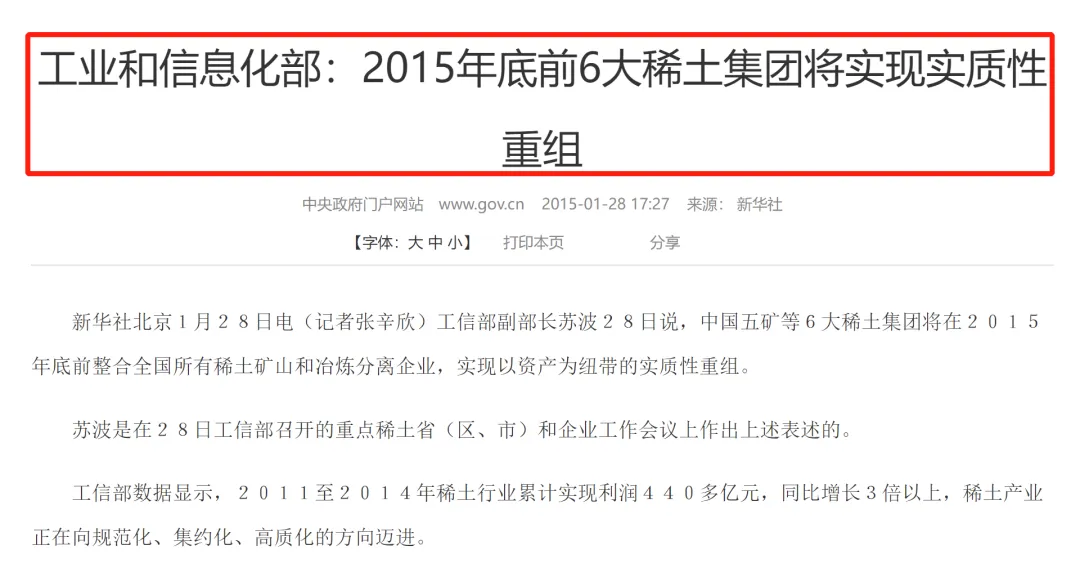 工业和信息化部：2015年底前6大稀土集团将实现实质性
重组
中央政府门户网站 www.gov.cn 2015-01-28 17:27 来源： 新华社
【字体：大 中 小】 打印本页 分享
新华社北京１月２８日电（记者张辛欣）工信部副部长苏波２８日说，中国五矿等６大稀土集团将在２０１５
年底前整合全国所有稀土矿山和冶炼分离企业，实现以资产为纽带的实质性重组。
苏波是在２８日工信部召开的重点稀土省（区、市）和企业工作会议上作出上述表述的。
工信部数据显示，２０１１至２０１４年稀土行业累计实现利润４４０多亿元，同比增长３倍以上，稀土产业
正在向规范化、集约化、高质化的方向迈进。